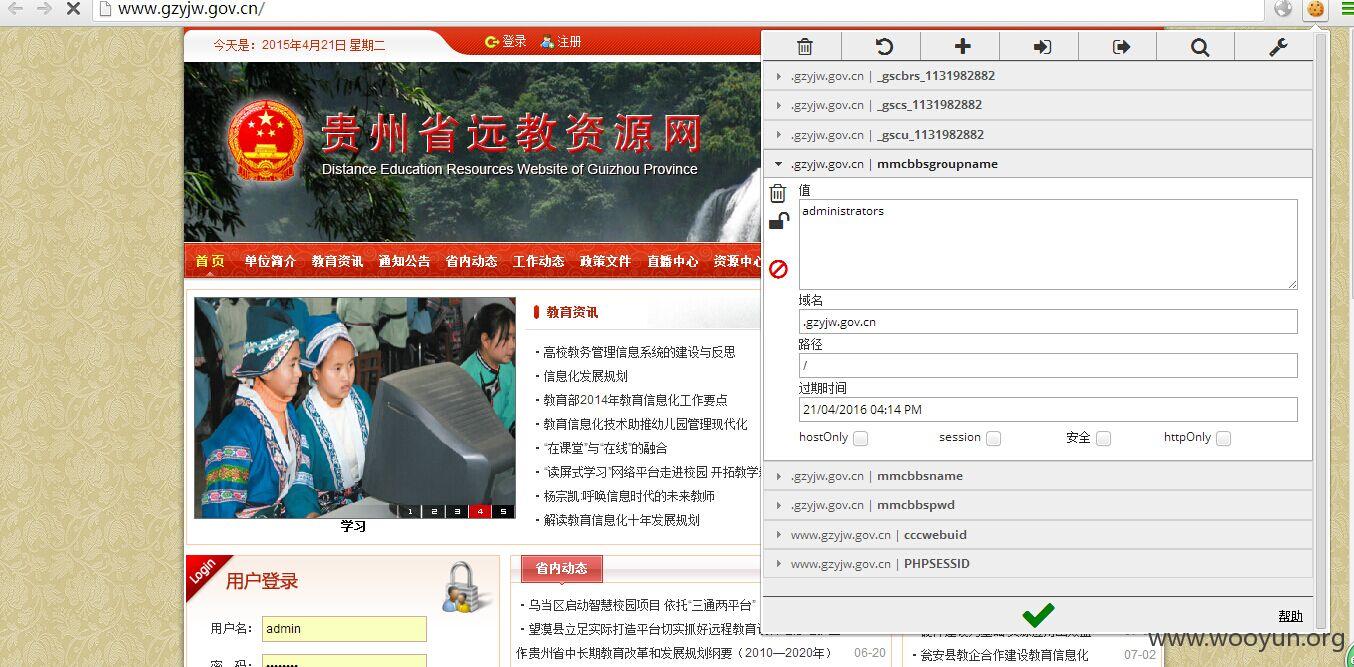 www.gzyjw.gov.cn/
今天是：2015年4月21日 星期二
登录 注册
贵州省远教资源网
Distance Education Resources Website of Guizhou Province
首页 单位简介 教育资讯 通知公告 省内动态 工作动态 政策文件 直播中心 资源中心
1 2 3 4 5
学习
教育资讯
· 高校教务管理信息系统的建设与反思
· 信息化发展规划
· 教育部2014年教育信息化工作要点
· 教育信息化技术助推幼儿园管理现代化
· “在课堂”与“在线”的融合
· “读屏式学习”网络平台走进校园 开拓教学
· 杨宗凯:呼唤信息时代的未来教师
· 解读教育信息化十年发展规划
Login
用户登录
用户名： admin
密 码： ••••••••
省内动态
· 乌当区启动智慧校园项目 依托“三通两平台”
· 望漠县立足实际打造平台切实抓好远程教育
作贵州省中长期教育改革和发展规划纲要（2010—2020年） 06-20
· 瓮安县教企合作建设教育信息化 07-02
.gzyjw.gov.cn | _gscbrs_1131982882
.gzyjw.gov.cn | _gscs_1131982882
.gzyjw.gov.cn | _gscu_1131982882
.gzyjw.gov.cn | mmcbbsgroupname
值
administrators
域名
.gzyjw.gov.cn
路径
/
过期时间
21/04/2016 04:14 PM
hostOnly session 安全 httpOnly
.gzyjw.gov.cn | mmcbbsname
.gzyjw.gov.cn | mmcbbspwd
www.gzyjw.gov.cn | cccwebuid
www.gzyjw.gov.cn | PHPSESSID
帮助
www.wooyun.org